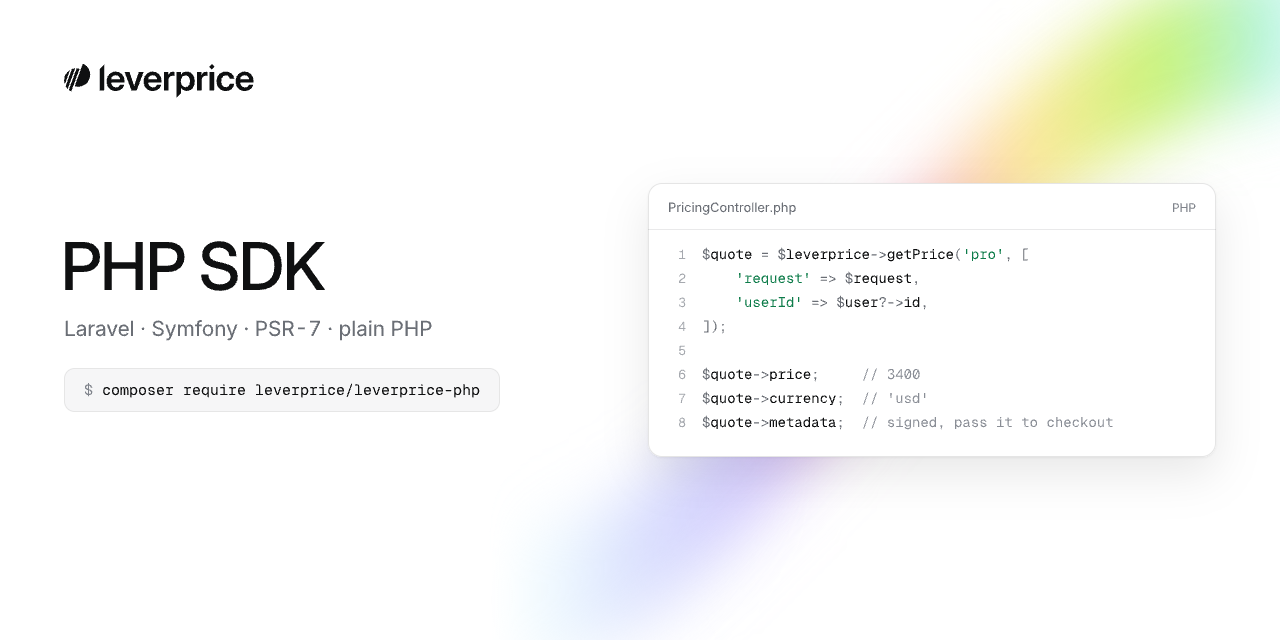 leverprice
PHP SDK
Laravel · Symfony · PSR-7 · plain PHP
$ composer require leverprice/leverprice-php
PricingController.php PHP
1 $quote = $leverprice->getPrice('pro', [
2     'request' => $request,
3     'userId' => $user?->id,
4 ]);
5
6 $quote->price;     // 3400
7 $quote->currency;  // 'usd'
8 $quote->metadata;  // signed, pass it to checkout